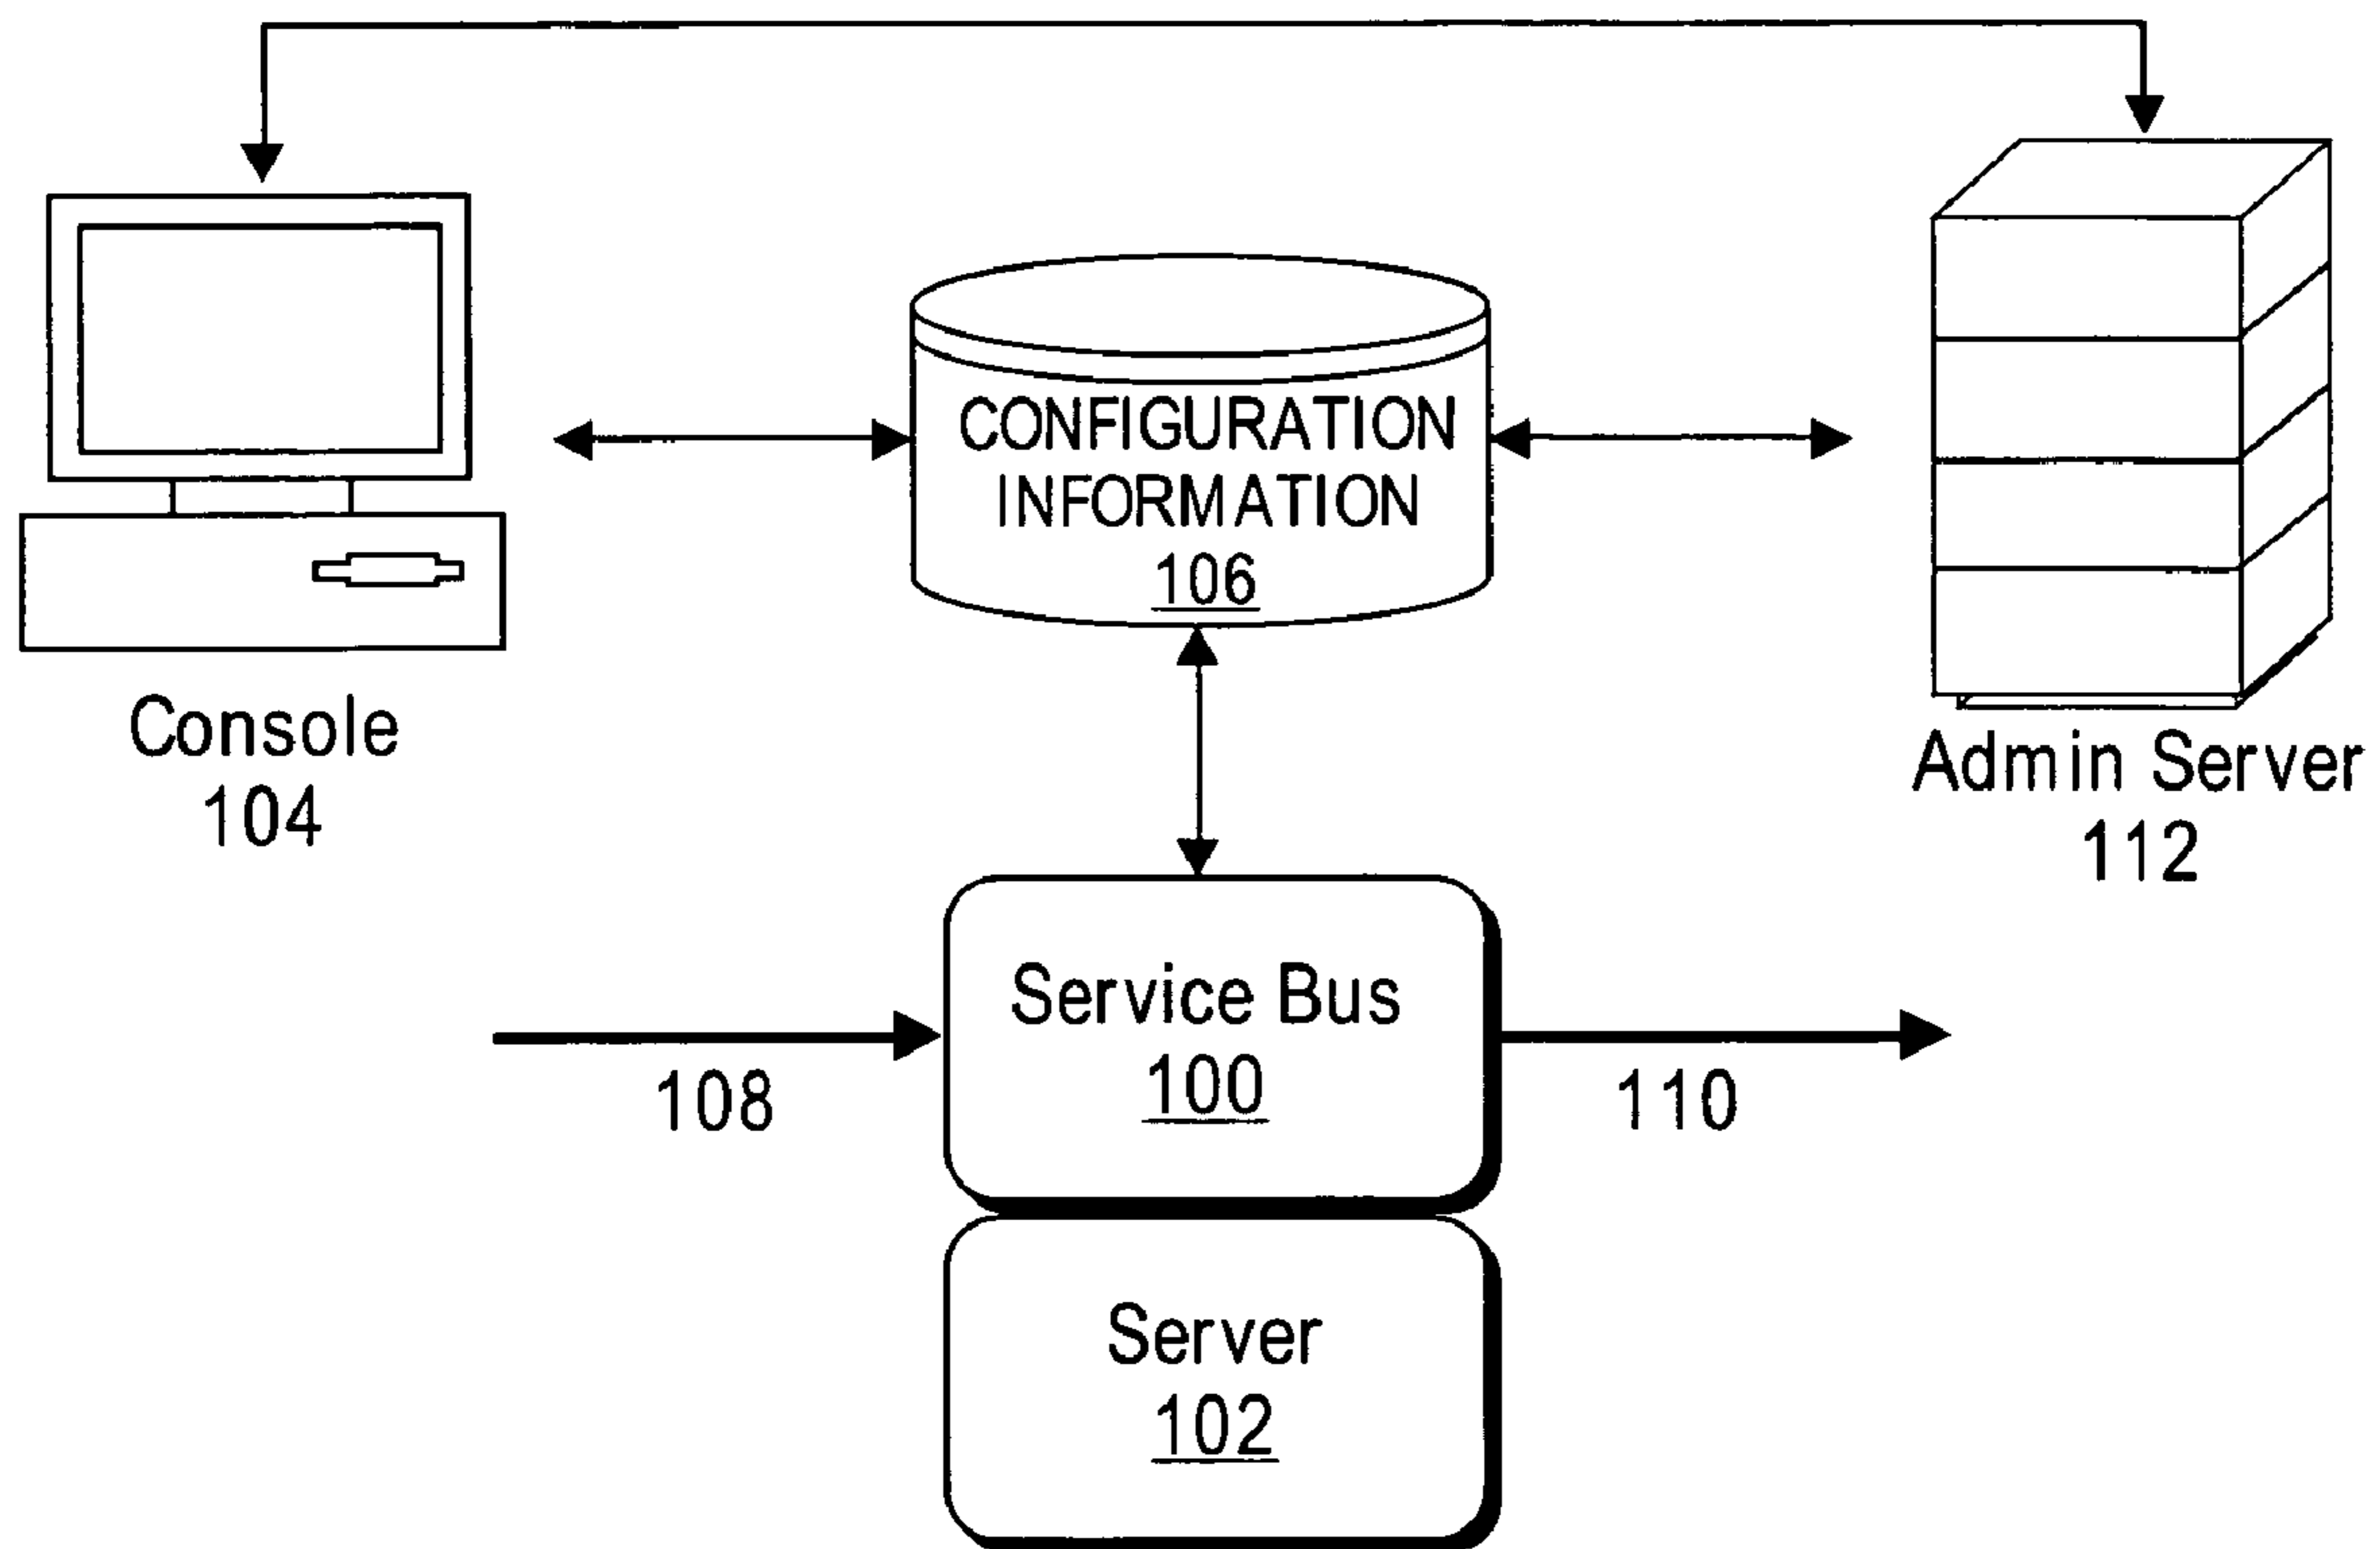 CONFIGURATION
INFORMATION
106
Console
104
Admin Server
112
Service Bus
100
108
110
Server
102